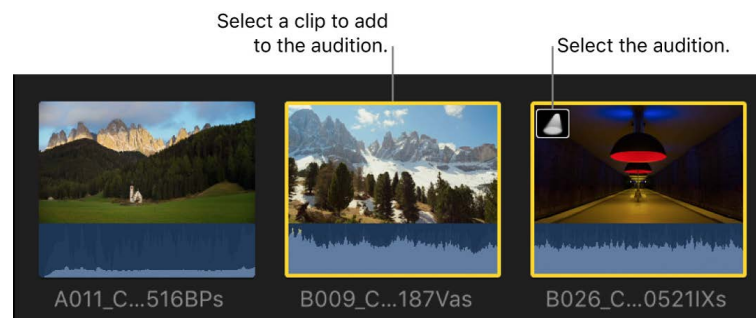 Select a clip to add
to the audition.
Select the audition.
A011_C...516BPs
B009_C...187Vas
B026_C...0521IXs